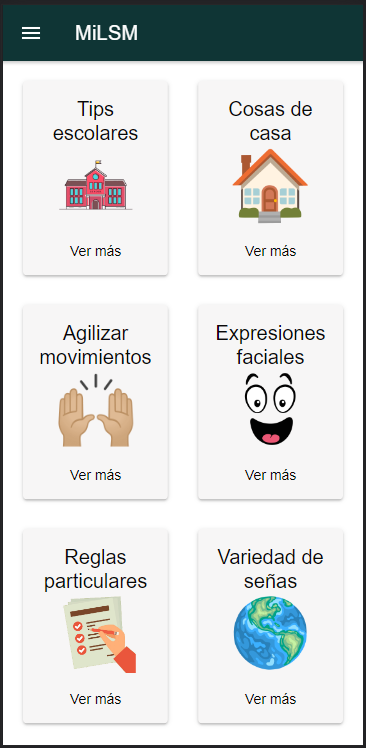 MiLSM
Tips
escolares
Ver más
Cosas de
casa
Ver más
Agilizar
movimientos
Ver más
Expresiones
faciales
Ver más
Reglas
particulares
Ver más
Variedad de
señas
Ver más